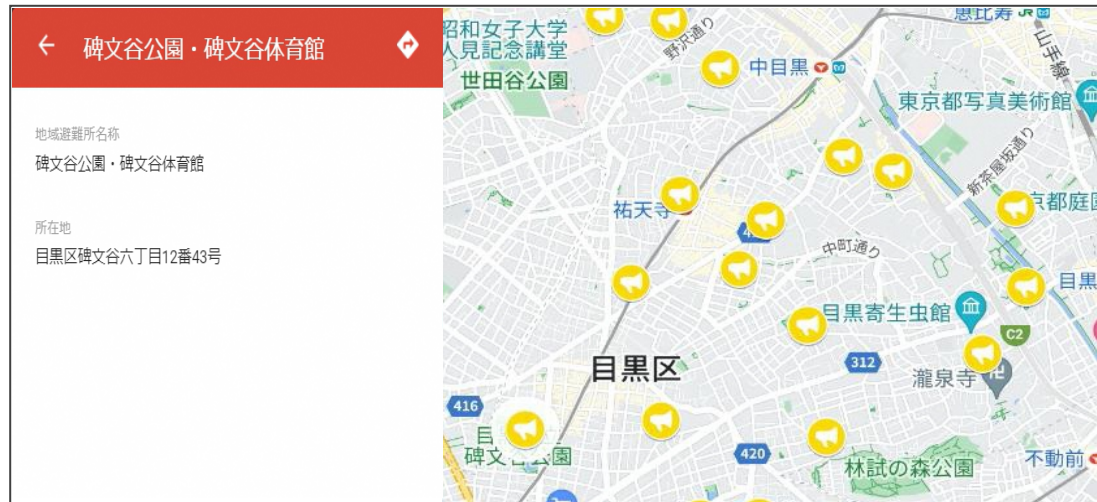 碑文谷公園・碑文谷体育館
地域避難所名称
碑文谷公園・碑文谷体育館
所在地
目黒区碑文谷六丁目12番43号
昭和女子大学
人見記念講堂
世田谷公園
野沢通り
中目黒
恵比寿 JR
山手線
東京都写真美術館
新茶屋坂通り
京都庭園
祐天寺
中町通り
目黒
目黒寄生虫館
C2
312
瀧泉寺
目黒区
416
碑文谷公園
420
林試の森公園
不動前